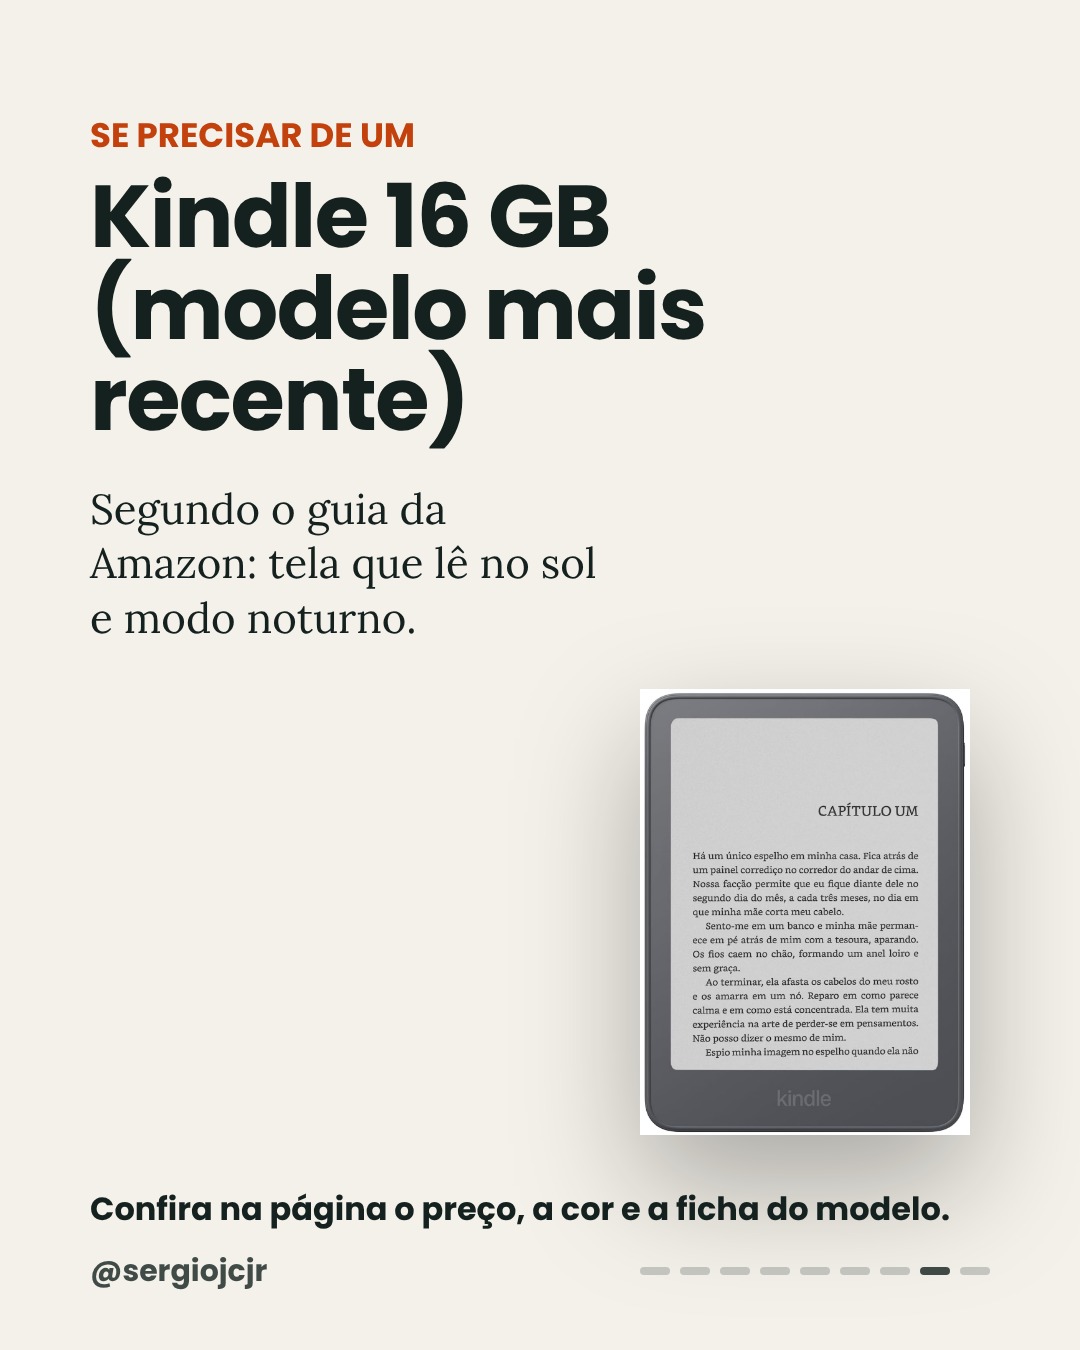 SE PRECISAR DE UM
Kindle 16 GB
(modelo mais
recente)
Segundo o guia da
Amazon: tela que lê no sol
e modo noturno.
CAPÍTULO UM
Há um único espelho em minha casa. Fica atrás de
um painel corrediço no corredor do andar de cima.
Nossa facção permite que eu fique diante dele no
segundo dia do mês, a cada três meses, no dia em
que minha mãe corta meu cabelo.
Sento-me em um banco e minha mãe perman-
ece em pé atrás de mim com a tesoura, aparando.
Os fios caem no chão, formando um anel loiro e
sem graça.
Ao terminar, ela afasta os cabelos do meu rosto
e os amarra em um nó. Reparo em como parece
calma e em como está concentrada. Ela tem muita
experiência na arte de perder-se em pensamentos.
Não posso dizer o mesmo de mim.
Espio minha imagem no espelho quando ela não
kindle
Confira na página o preço, a cor e a ficha do modelo.
@sergiojcjr